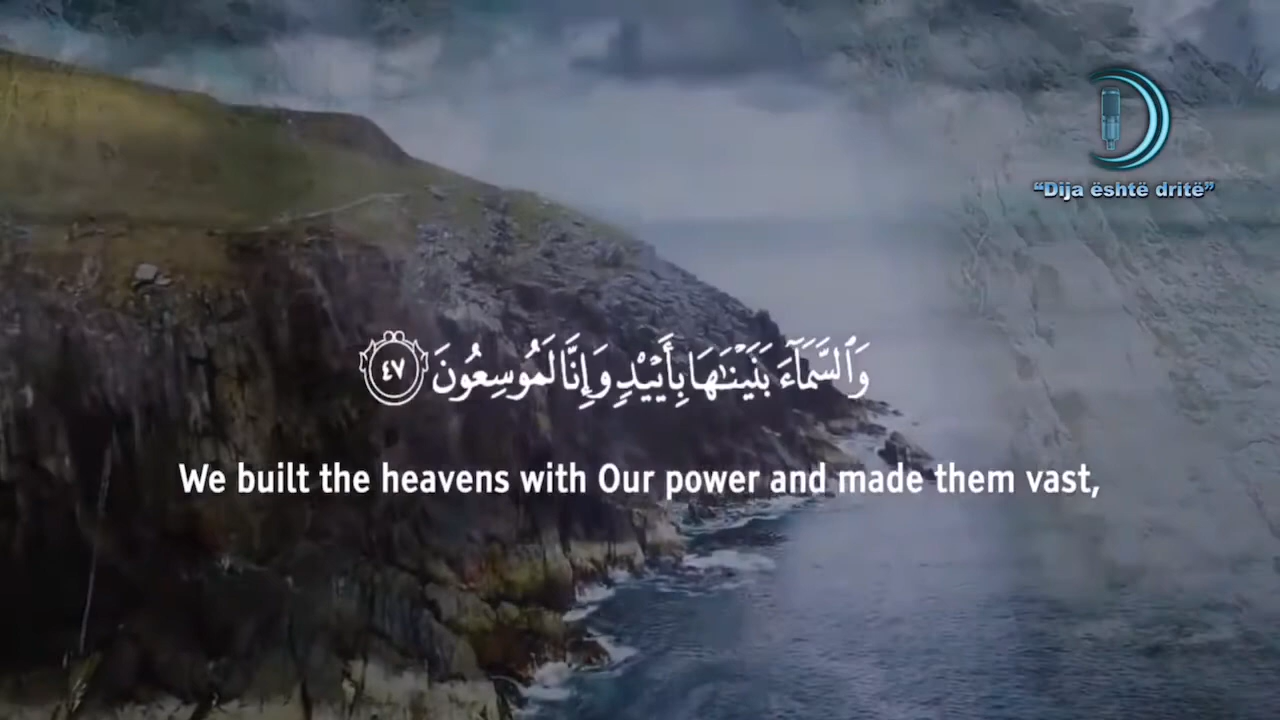 “Dija është dritë”
وَٱلسَّمَآءَ بَنَيْنَٰهَا بِأَيْيْدٍ وَإِنَّا لَمُوسِعُونَ ٤٧
We built the heavens with Our power and made them vast,